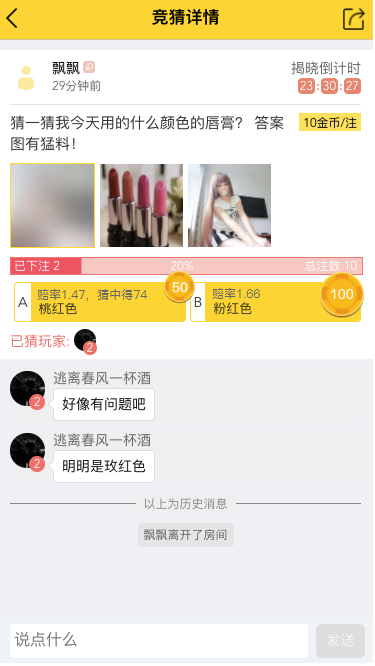 竞猜详情
飘飘
29分钟前
揭晓倒计时
23:30:27
猜一猜我今天用的什么颜色的唇膏? 答案
图有猛料!
10金币/注
已下注 2
20%
总注数 10
A
赔率1.47，猜中得74
桃红色
50
B
赔率1.66
粉红色
100
已猜玩家:
2
逃离春风一杯酒
好像有问题吧
2
逃离春风一杯酒
明明是玫红色
2
以上为历史消息
飘飘离开了房间
说点什么
发送